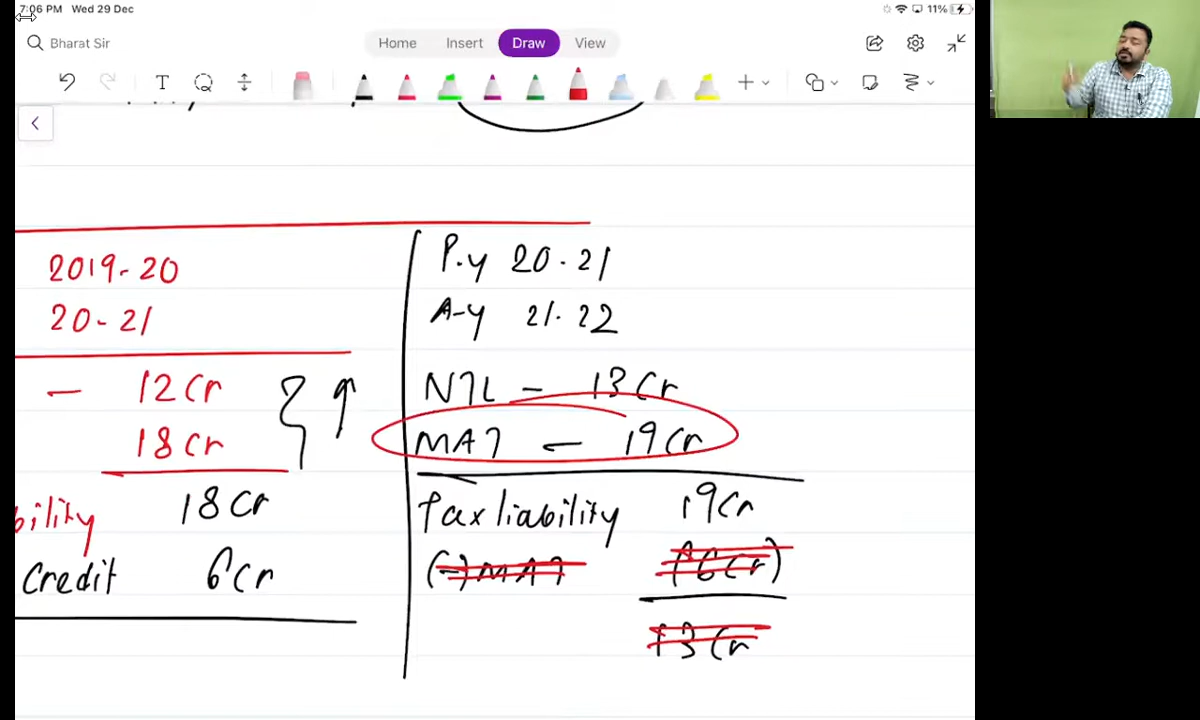 7:06 PM Wed 29 Dec
11%
Bharat Sir
Home Insert Draw View
2019-20
20-21
— 12Cr
18Cr
bility 18Cr
Credit 6Cr
P.y 20-21
A-y 21-22
NTL — 13Cr
MAT — 19Cr
Tax liability 19Cr
(-) MAT (6Cr)
13Cr